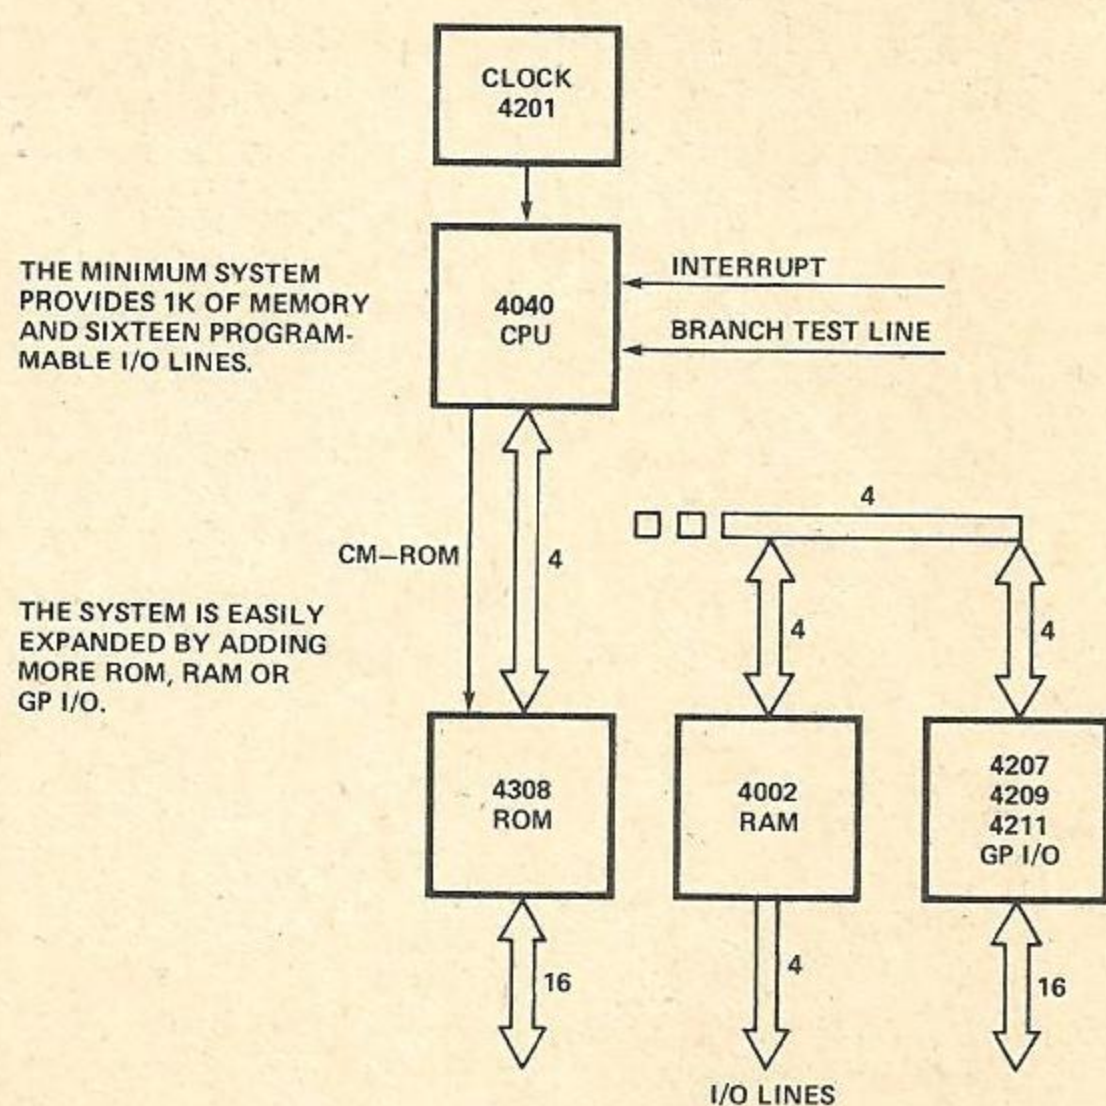 CLOCK
4201
THE MINIMUM SYSTEM
PROVIDES 1K OF MEMORY
AND SIXTEEN PROGRAM-
MABLE I/O LINES.
4040
CPU
INTERRUPT
BRANCH TEST LINE
4
CM–ROM
4
THE SYSTEM IS EASILY
EXPANDED BY ADDING
MORE ROM, RAM OR
GP I/O.
4
4
4308
ROM
4002
RAM
4207
4209
4211
GP I/O
16
4
16
I/O LINES